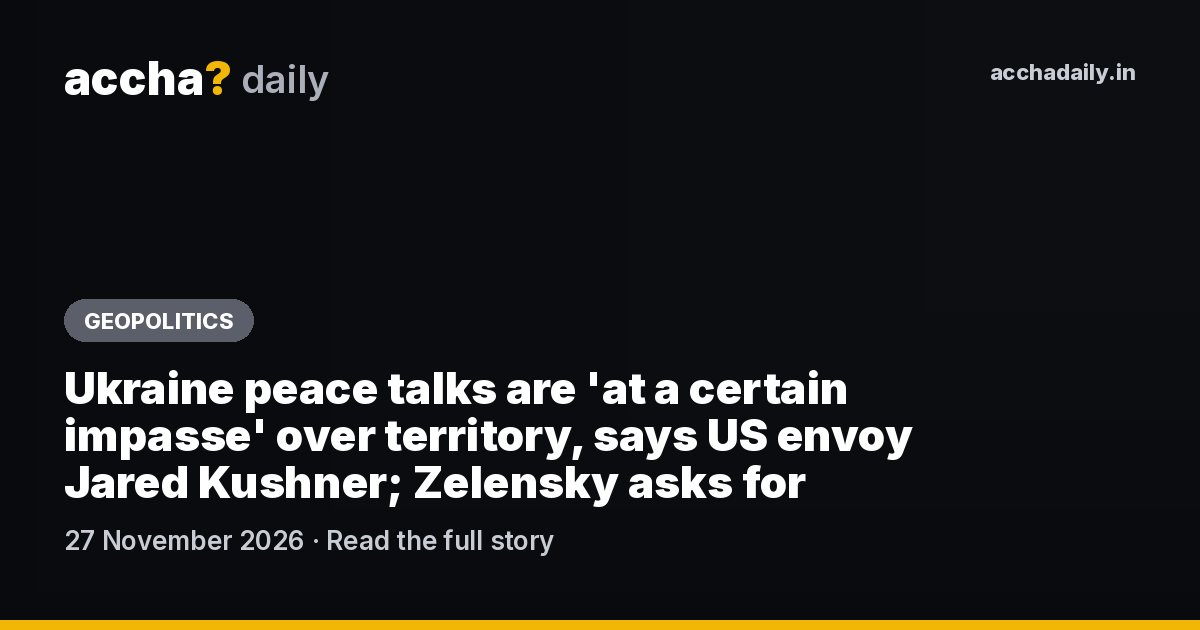 accha? daily
acchadaily.in
GEOPOLITICS
Ukraine peace talks are 'at a certain
impasse' over territory, says US envoy
Jared Kushner; Zelensky asks for
27 November 2026 · Read the full story